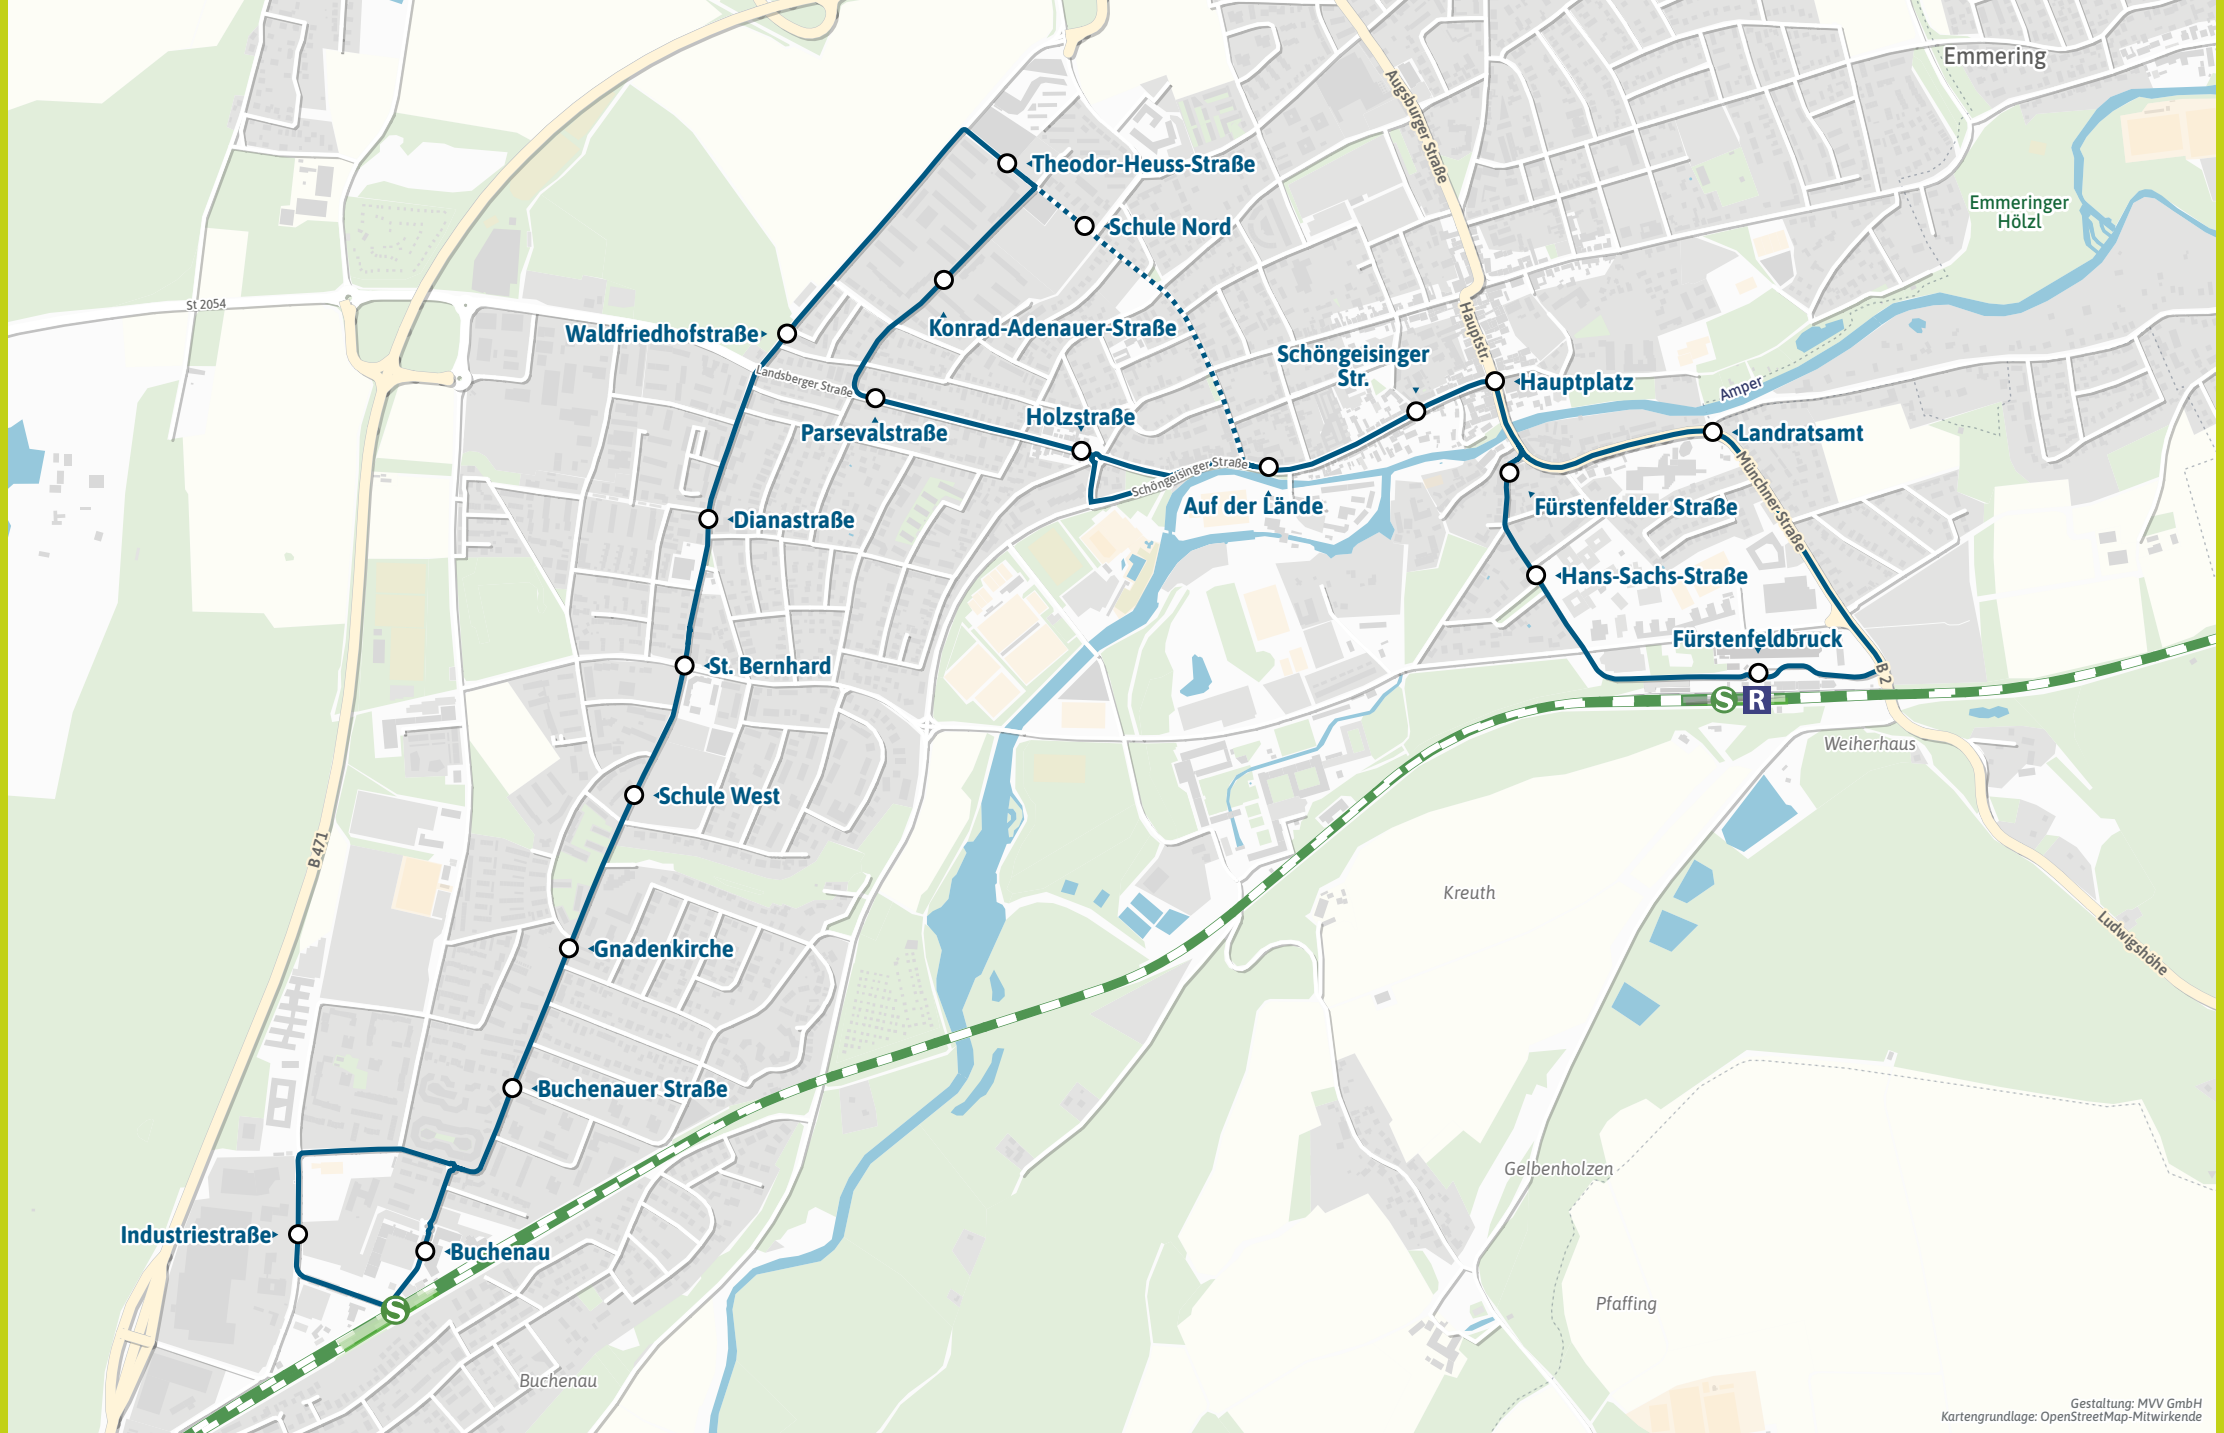 Emmering
Augsburger Straße
Theodor-Heuss-Straße
Schule Nord
Emmeringer
Hölzl
St 2054
Hauptstr.
Konrad-Adenauer-Straße
Waldfriedhofstraße
Schöngeisinger
Str.
Landsberger Straße
Hauptplatz
Amper
Holzstraße
Parsevalstraße
Landratsamt
Schöngeisinger Straße
Münchner-Straße
Auf der Lände
Fürstenfelder Straße
Dianastraße
Hans-Sachs-Straße
Fürstenfeldbruck
St. Bernhard
B 2
S
R
Weiherhaus
Schule West
B 471
Kreuth
Ludwigshöhe
Gnadenkirche
Buchenauer Straße
Gelbenholzen
Industriestraße
Buchenau
S
Pfaffing
Buchenau
Gestaltung: MVV GmbH
Kartengrundlage: OpenStreetMap-Mitwirkende